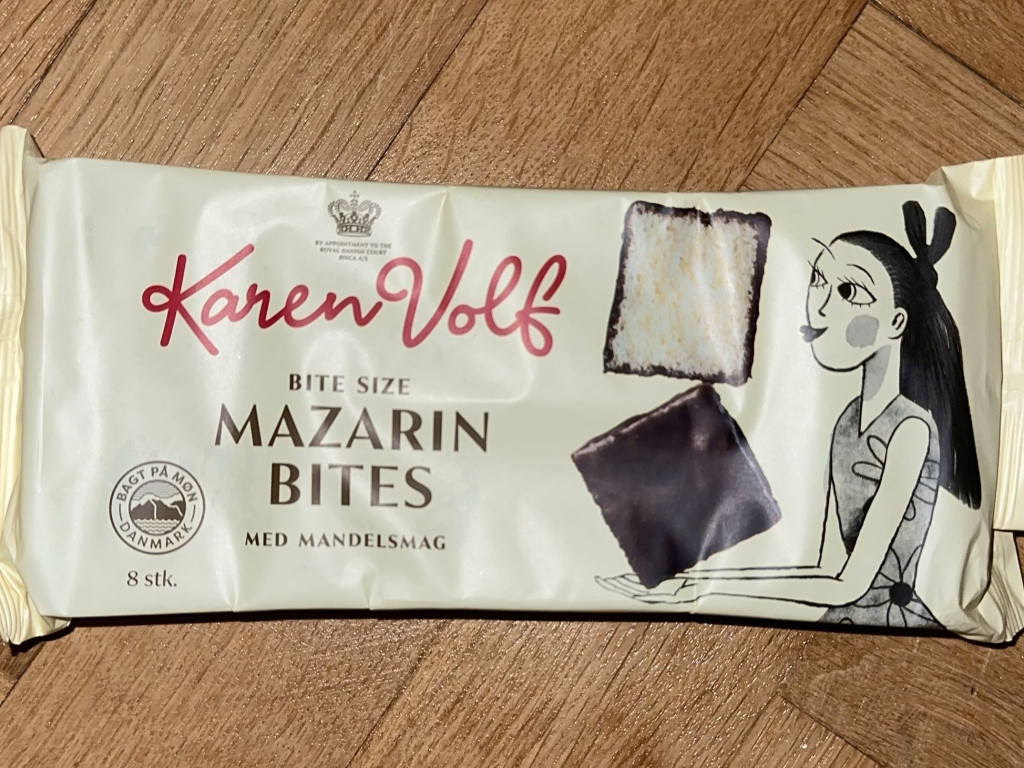 BY APPOINTMENT TO THE
ROYAL DANISH COURT
BISCA A/S
Karen Volf
BITE SIZE
MAZARIN
BITES
MED MANDELSMAG
BAGT PÅ MØN
DANMARK
8 stk.